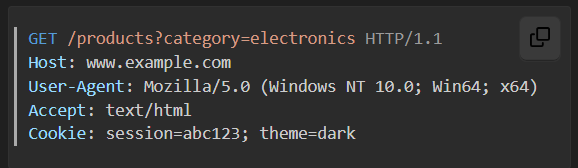 GET /products?category=electronics HTTP/1.1
Host: www.example.com
User-Agent: Mozilla/5.0 (Windows NT 10.0; Win64; x64)
Accept: text/html
Cookie: session=abc123; theme=dark